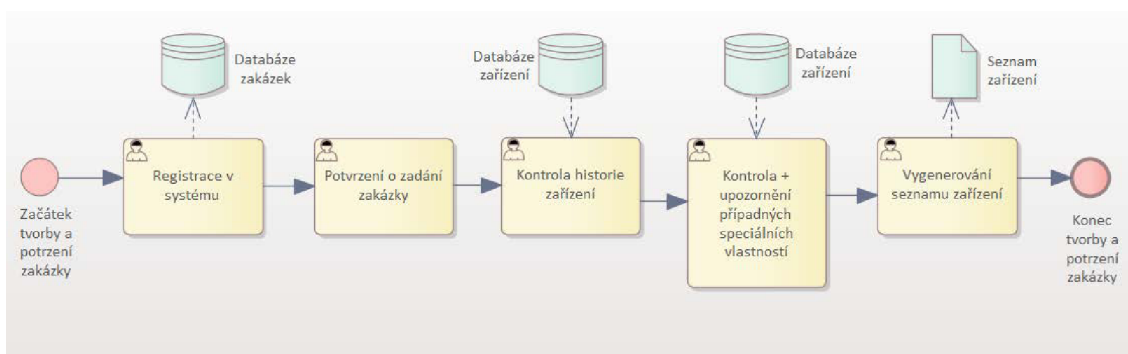 Databáze
zakázek
Databáze
zařízení
Databáze
zařízení
Seznam
zařízení
Registrace v
systému
Potvrzení o zadání
zakázky
Kontrola historie
zařízení
Kontrola +
upozornění
případných
speciálních
vlastností
Vygenerování
seznamu zařízení
Začátek
tvorby a
potrzení
zakázky
Konec
tvorby a
potrzení
zakázky